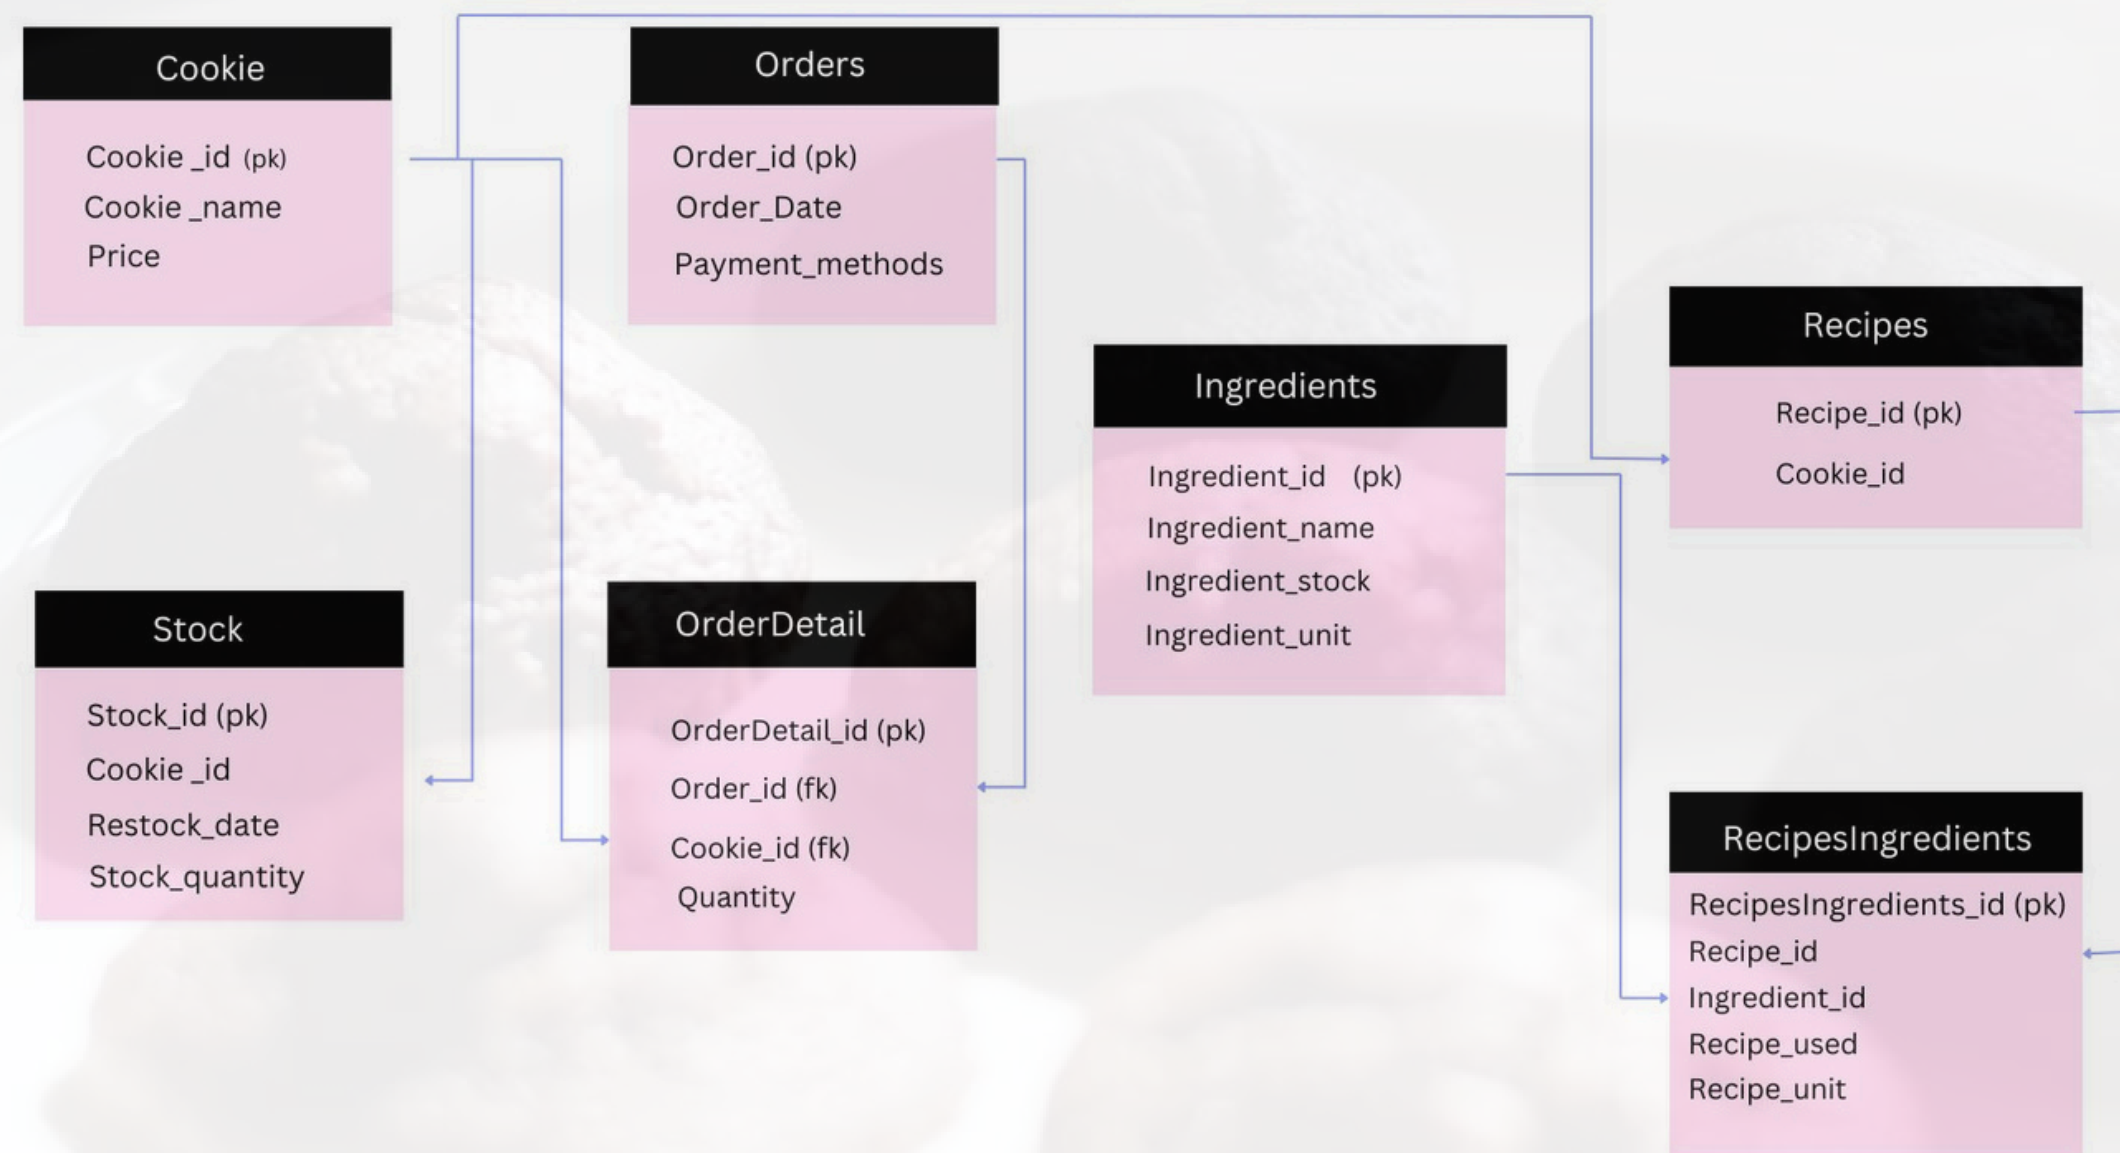 Cookie
Cookie _id (pk)
Cookie _name
Price
Orders
Order_id (pk)
Order_Date
Payment_methods
Ingredients
Ingredient_id (pk)
Ingredient_name
Ingredient_stock
Ingredient_unit
Recipes
Recipe_id (pk)
Cookie_id
Stock
Stock_id (pk)
Cookie _id
Restock_date
Stock_quantity
OrderDetail
OrderDetail_id (pk)
Order_id (fk)
Cookie_id (fk)
Quantity
RecipesIngredients
RecipesIngredients_id (pk)
Recipe_id
Ingredient_id
Recipe_used
Recipe_unit